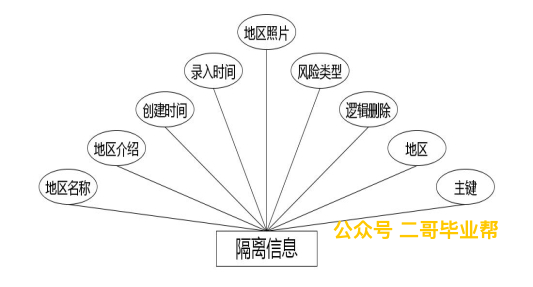 地区照片
录入时间
风险类型
创建时间
逻辑删除
地区介绍
地区
地区名称
主键
公众号 二哥毕业帮
隔离信息